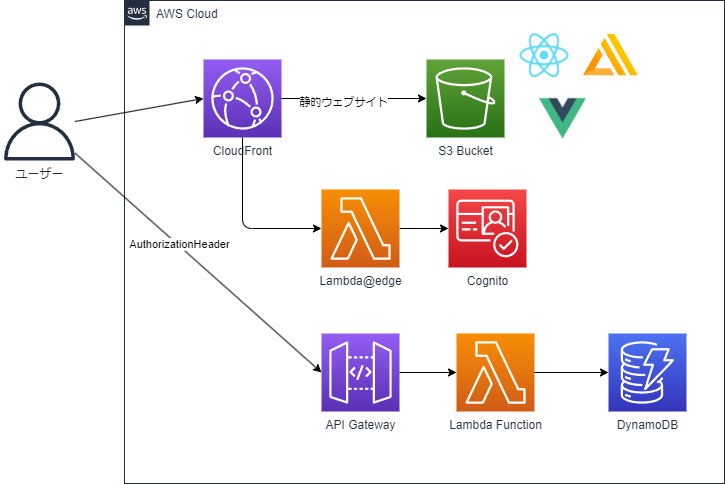 aws
AWS Cloud
静的ウェブサイト
CloudFront
S3 Bucket
ユーザー
AuthorizationHeader
Lambda@edge
Cognito
API Gateway
Lambda Function
DynamoDB